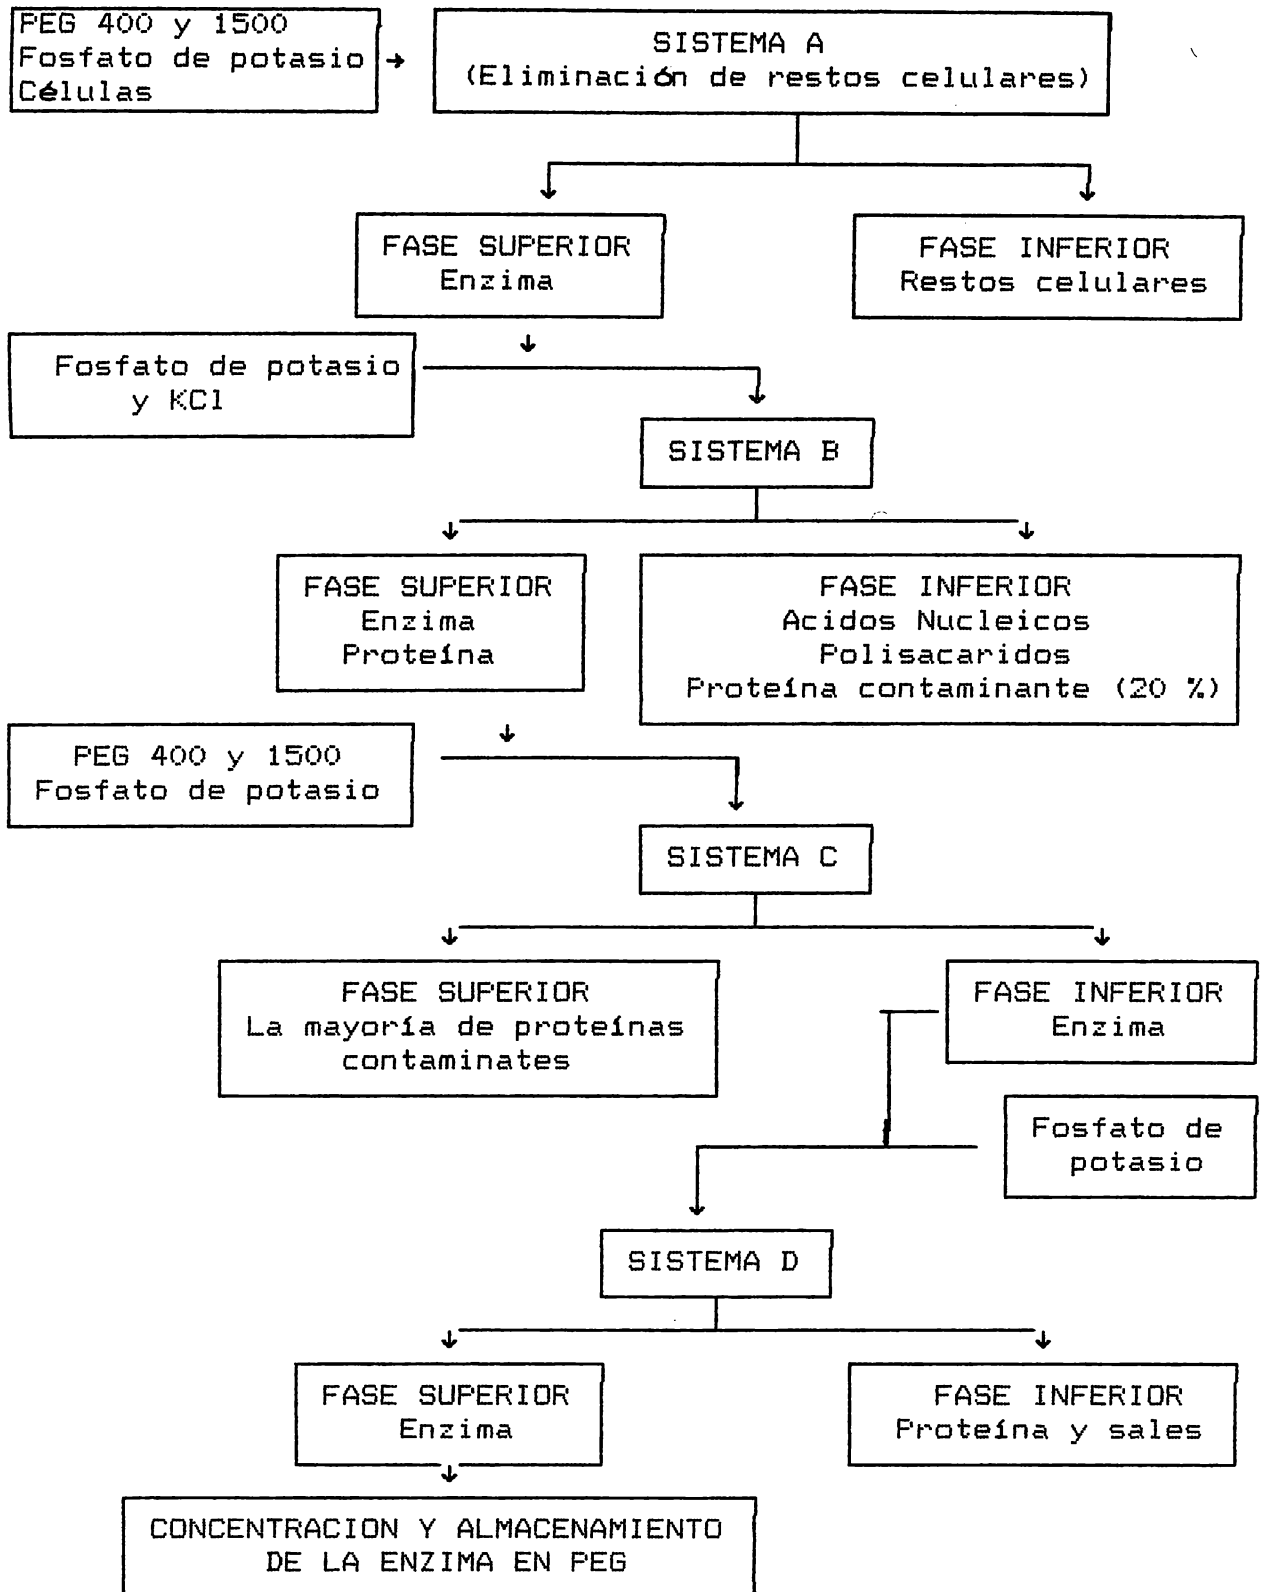 PEG 400 y 1500
Fosfato de potasio
Células
SISTEMA A
(Eliminación de restos celulares)
FASE SUPERIOR
Enzima
FASE INFERIOR
Restos celulares
Fosfato de potasio
y KCl
SISTEMA B
FASE SUPERIOR
Enzima
Proteína
FASE INFERIOR
Acidos Nucleicos
Polisacaridos
Proteína contaminante (20 %)
PEG 400 y 1500
Fosfato de potasio
SISTEMA C
FASE SUPERIOR
La mayoría de proteínas
contaminates
FASE INFERIOR
Enzima
Fosfato de
potasio
SISTEMA D
FASE SUPERIOR
Enzima
FASE INFERIOR
Proteína y sales
CONCENTRACION Y ALMACENAMIENTO
DE LA ENZIMA EN PEG